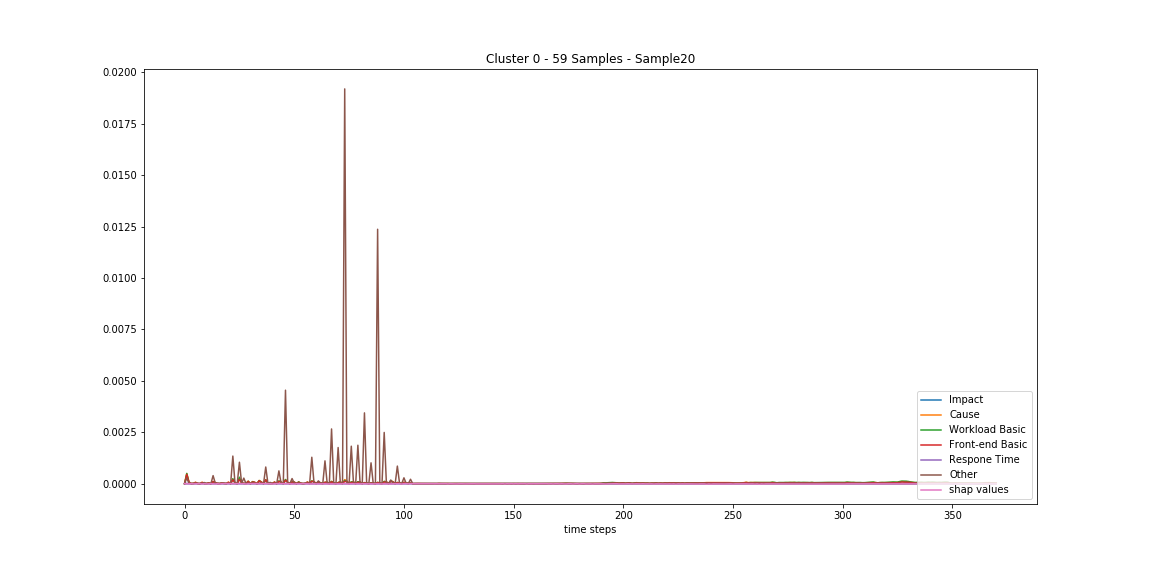 Cluster 0 - 59 Samples - Sample20
0.0200
0.0175
0.0150
0.0125
0.0100
0.0075
0.0050
0.0025
0.0000
Impact
Cause
Workload Basic
Front-end Basic
Respone Time
Other
shap values
0 50 100 150 200 250 300 350
time steps